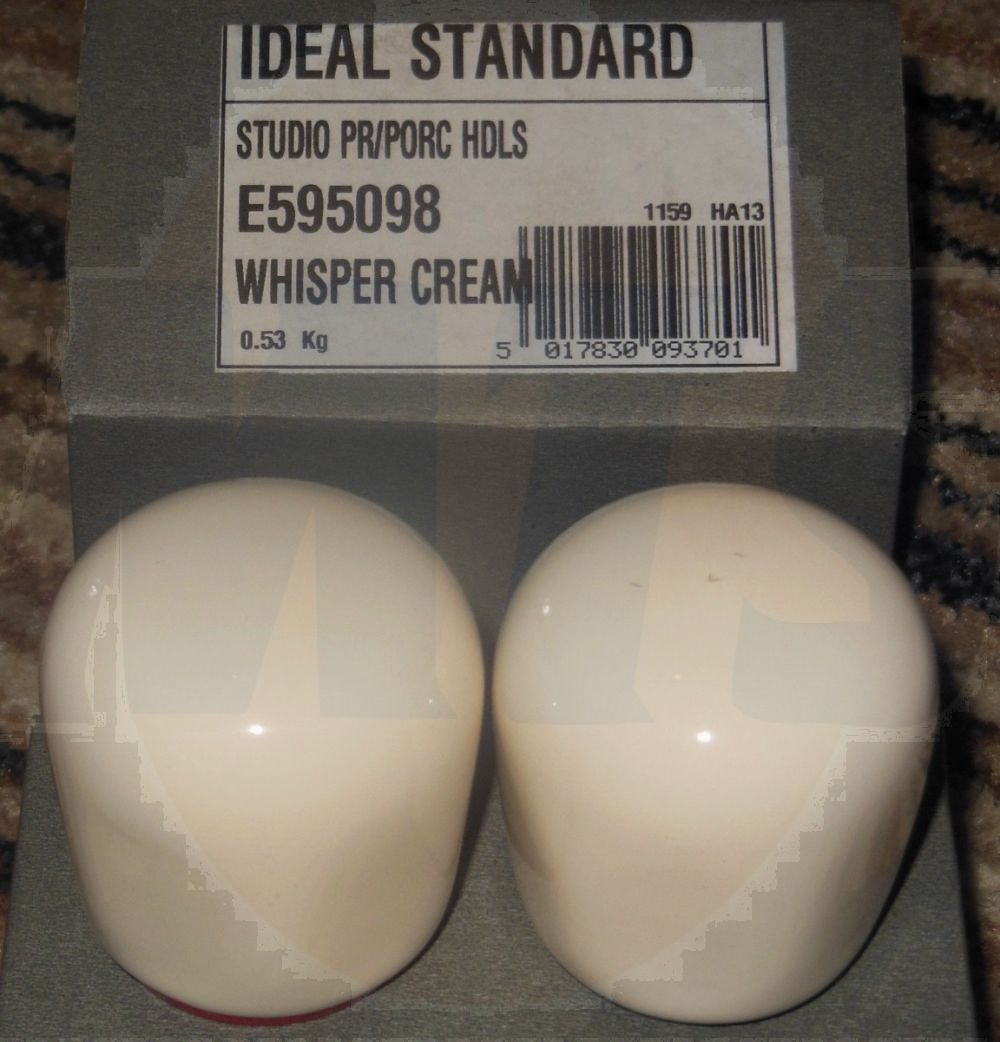 IDEAL STANDARD
STUDIO PR/PORC HDLS
E595098
1159 HA13
WHISPER CREAM
0.53 Kg
5 017830 093701